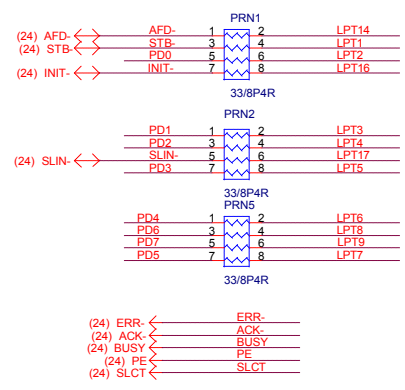 PRN1
(24) AFD- AFD- 1 2 LPT14
(24) STB- STB- 3 4 LPT1
PD0 5 6 LPT2
(24) INIT- INIT- 7 8 LPT16
33/8P4R
PRN2
PD1 1 2 LPT3
PD2 3 4 LPT4
(24) SLIN- SLIN- 5 6 LPT17
PD3 7 8 LPT5
33/8P4R
PRN5
PD4 1 2 LPT6
PD6 3 4 LPT8
PD7 5 6 LPT9
PD5 7 8 LPT7
33/8P4R
(24) ERR- ERR-
(24) ACK- ACK-
(24) BUSY BUSY
(24) PE PE
(24) SLCT SLCT